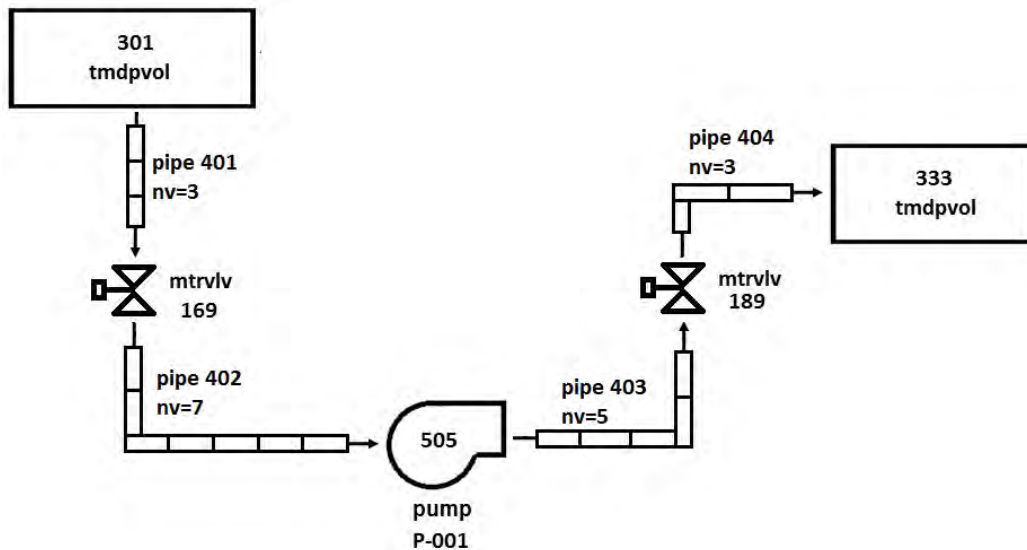 301
tmdpvol
pipe 401
nv=3
mtrvlv
169
pipe 402
nv=7
505
pump
P-001
pipe 403
nv=5
mtrvlv
189
pipe 404
nv=3
333
tmdpvol